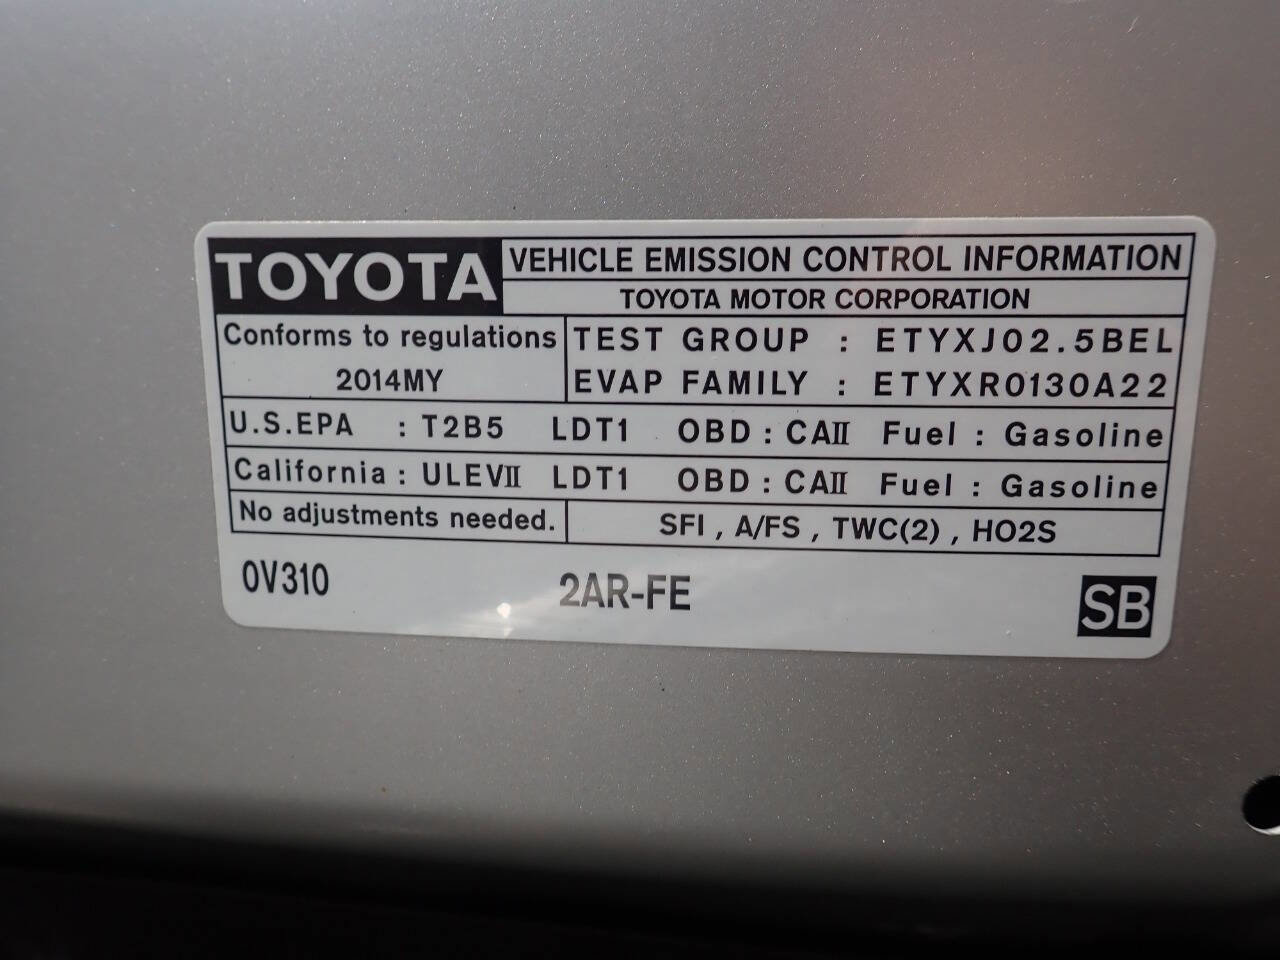 TOYOTA
VEHICLE EMISSION CONTROL INFORMATION
TOYOTA MOTOR CORPORATION
Conforms to regulations
2014MY
TEST GROUP : ETYXJ02.5BEL
EVAP FAMILY : ETYXR0130A22
U.S.EPA : T2B5 LDT1 OBD : CAII Fuel : Gasoline
California : ULEVII LDT1 OBD : CAII Fuel : Gasoline
No adjustments needed.
SFI , A/FS , TWC(2) , HO2S
0V310 2AR-FE SB